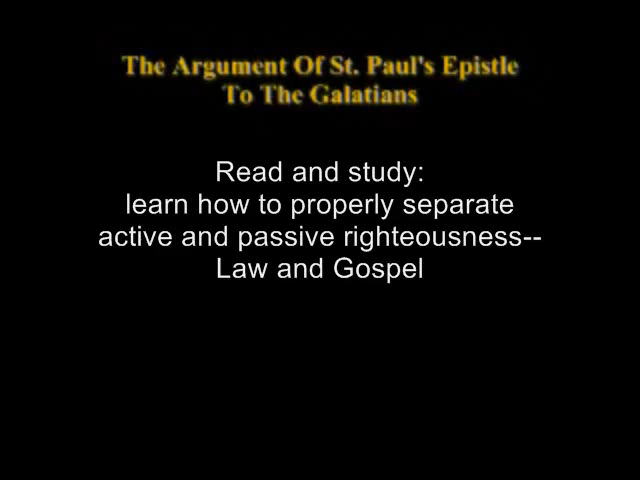 The Argument Of St. Paul's Epistle
To The Galatians
Read and study:
learn how to properly separate
active and passive righteousness--
Law and Gospel